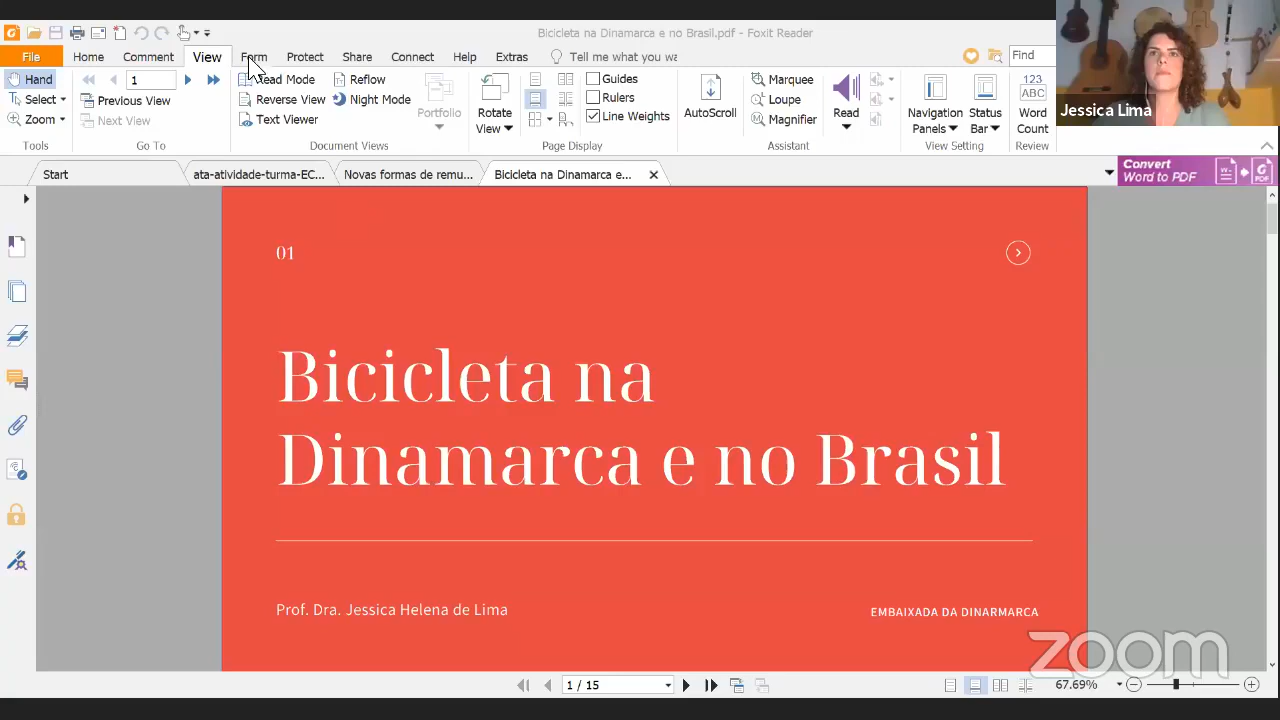 Bicicleta na Dinamarca e no Brasil.pdf - Foxit Reader
File Home Comment View Form Protect Share Connect Help Extras Tell me what you wa Find
Hand 1 Read Mode Reflow Guides Marquee
Select Previous View Reverse View Night Mode Rulers Loupe
Zoom Next View Text Viewer Portfolio Rotate View Line Weights AutoScroll Magnifier Read Navigation Panels Status Bar 123 ABC Word Count
Tools Go To Document Views Page Display Assistant View Setting Review
Jessica Lima
Start ata-atividade-turma-EC... Novas formas de remu... Bicicleta na Dinamarca e...
Convert
Word to PDF
01
Bicicleta na
Dinamarca e no Brasil
Prof. Dra. Jessica Helena de Lima
EMBAIXADA DA DINARMARCA
zoom
1 / 15 67.69%